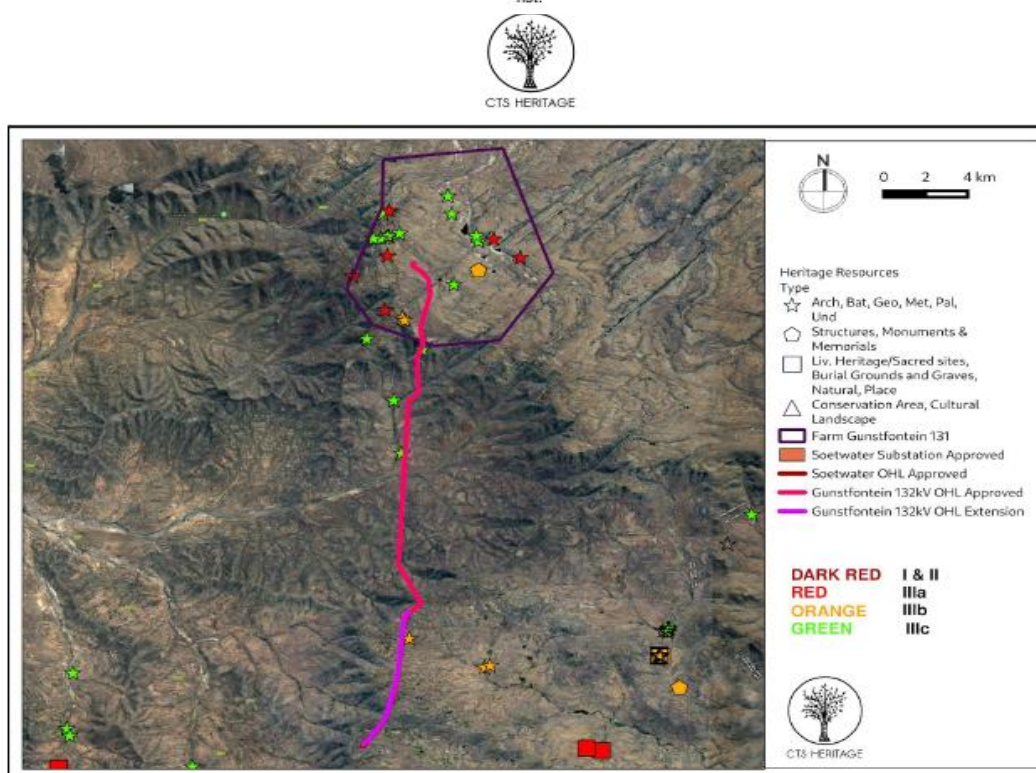 CTS HERITAGE
N
0 2 4 km
Heritage Resources
Type
Arch, Bat, Geo, Met, Pal,
Und
Structures, Monuments &
Memorials
Liv. Heritage/Sacred sites,
Burial Grounds and Graves,
Natural, Place
Conservation Area, Cultural
Landscape
Farm Gunstfontein 131
Soetwater Substation Approved
Soetwater OHL Approved
Gunstfontein 132kV OHL Approved
Gunstfontein 132kV OHL Extension
DARK RED I & II
RED IIIa
ORANGE IIIb
GREEN IIIc
CTS HERITAGE